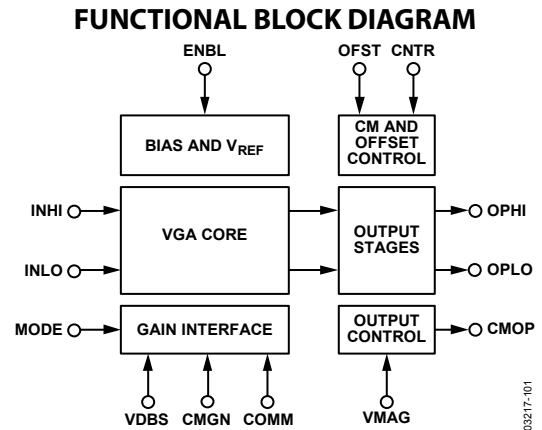 FUNCTIONAL BLOCK DIAGRAM
ENBL
OFST CNTR
BIAS AND VREF
CM AND
OFFSET
CONTROL
INHI
INLO
VGA CORE
OUTPUT
STAGES
OPHI
OPLO
MODE
GAIN INTERFACE
OUTPUT
CONTROL
CMOP
VDBS CMGN COMM
VMAG
03217-101